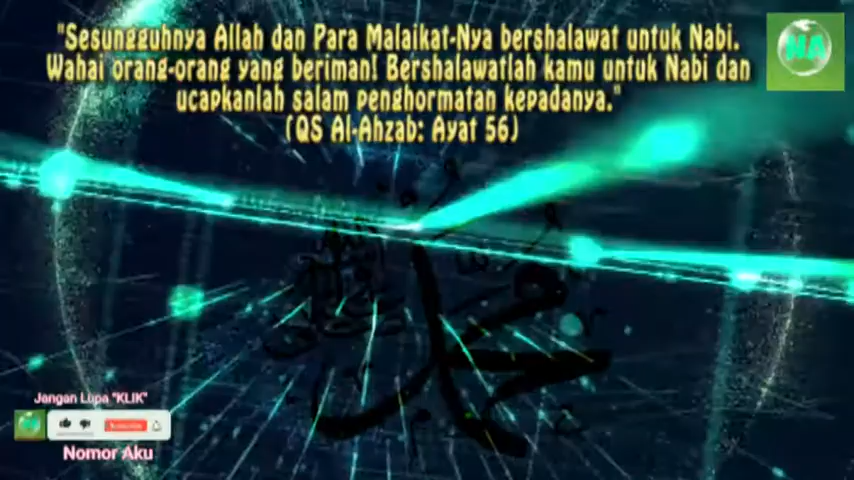 "Sesungguhnya Allah dan Para Malaikat-Nya bershalawat untuk Nabi.
Wahai orang-orang yang beriman! Bershalawatlah kamu untuk Nabi dan
ucapkanlah salam penghormatan kepadanya."
(QS Al-Ahzab: Ayat 56)
NA
محمد
Jangan Lupa "KLIK"
Subscribe
Nomor Aku